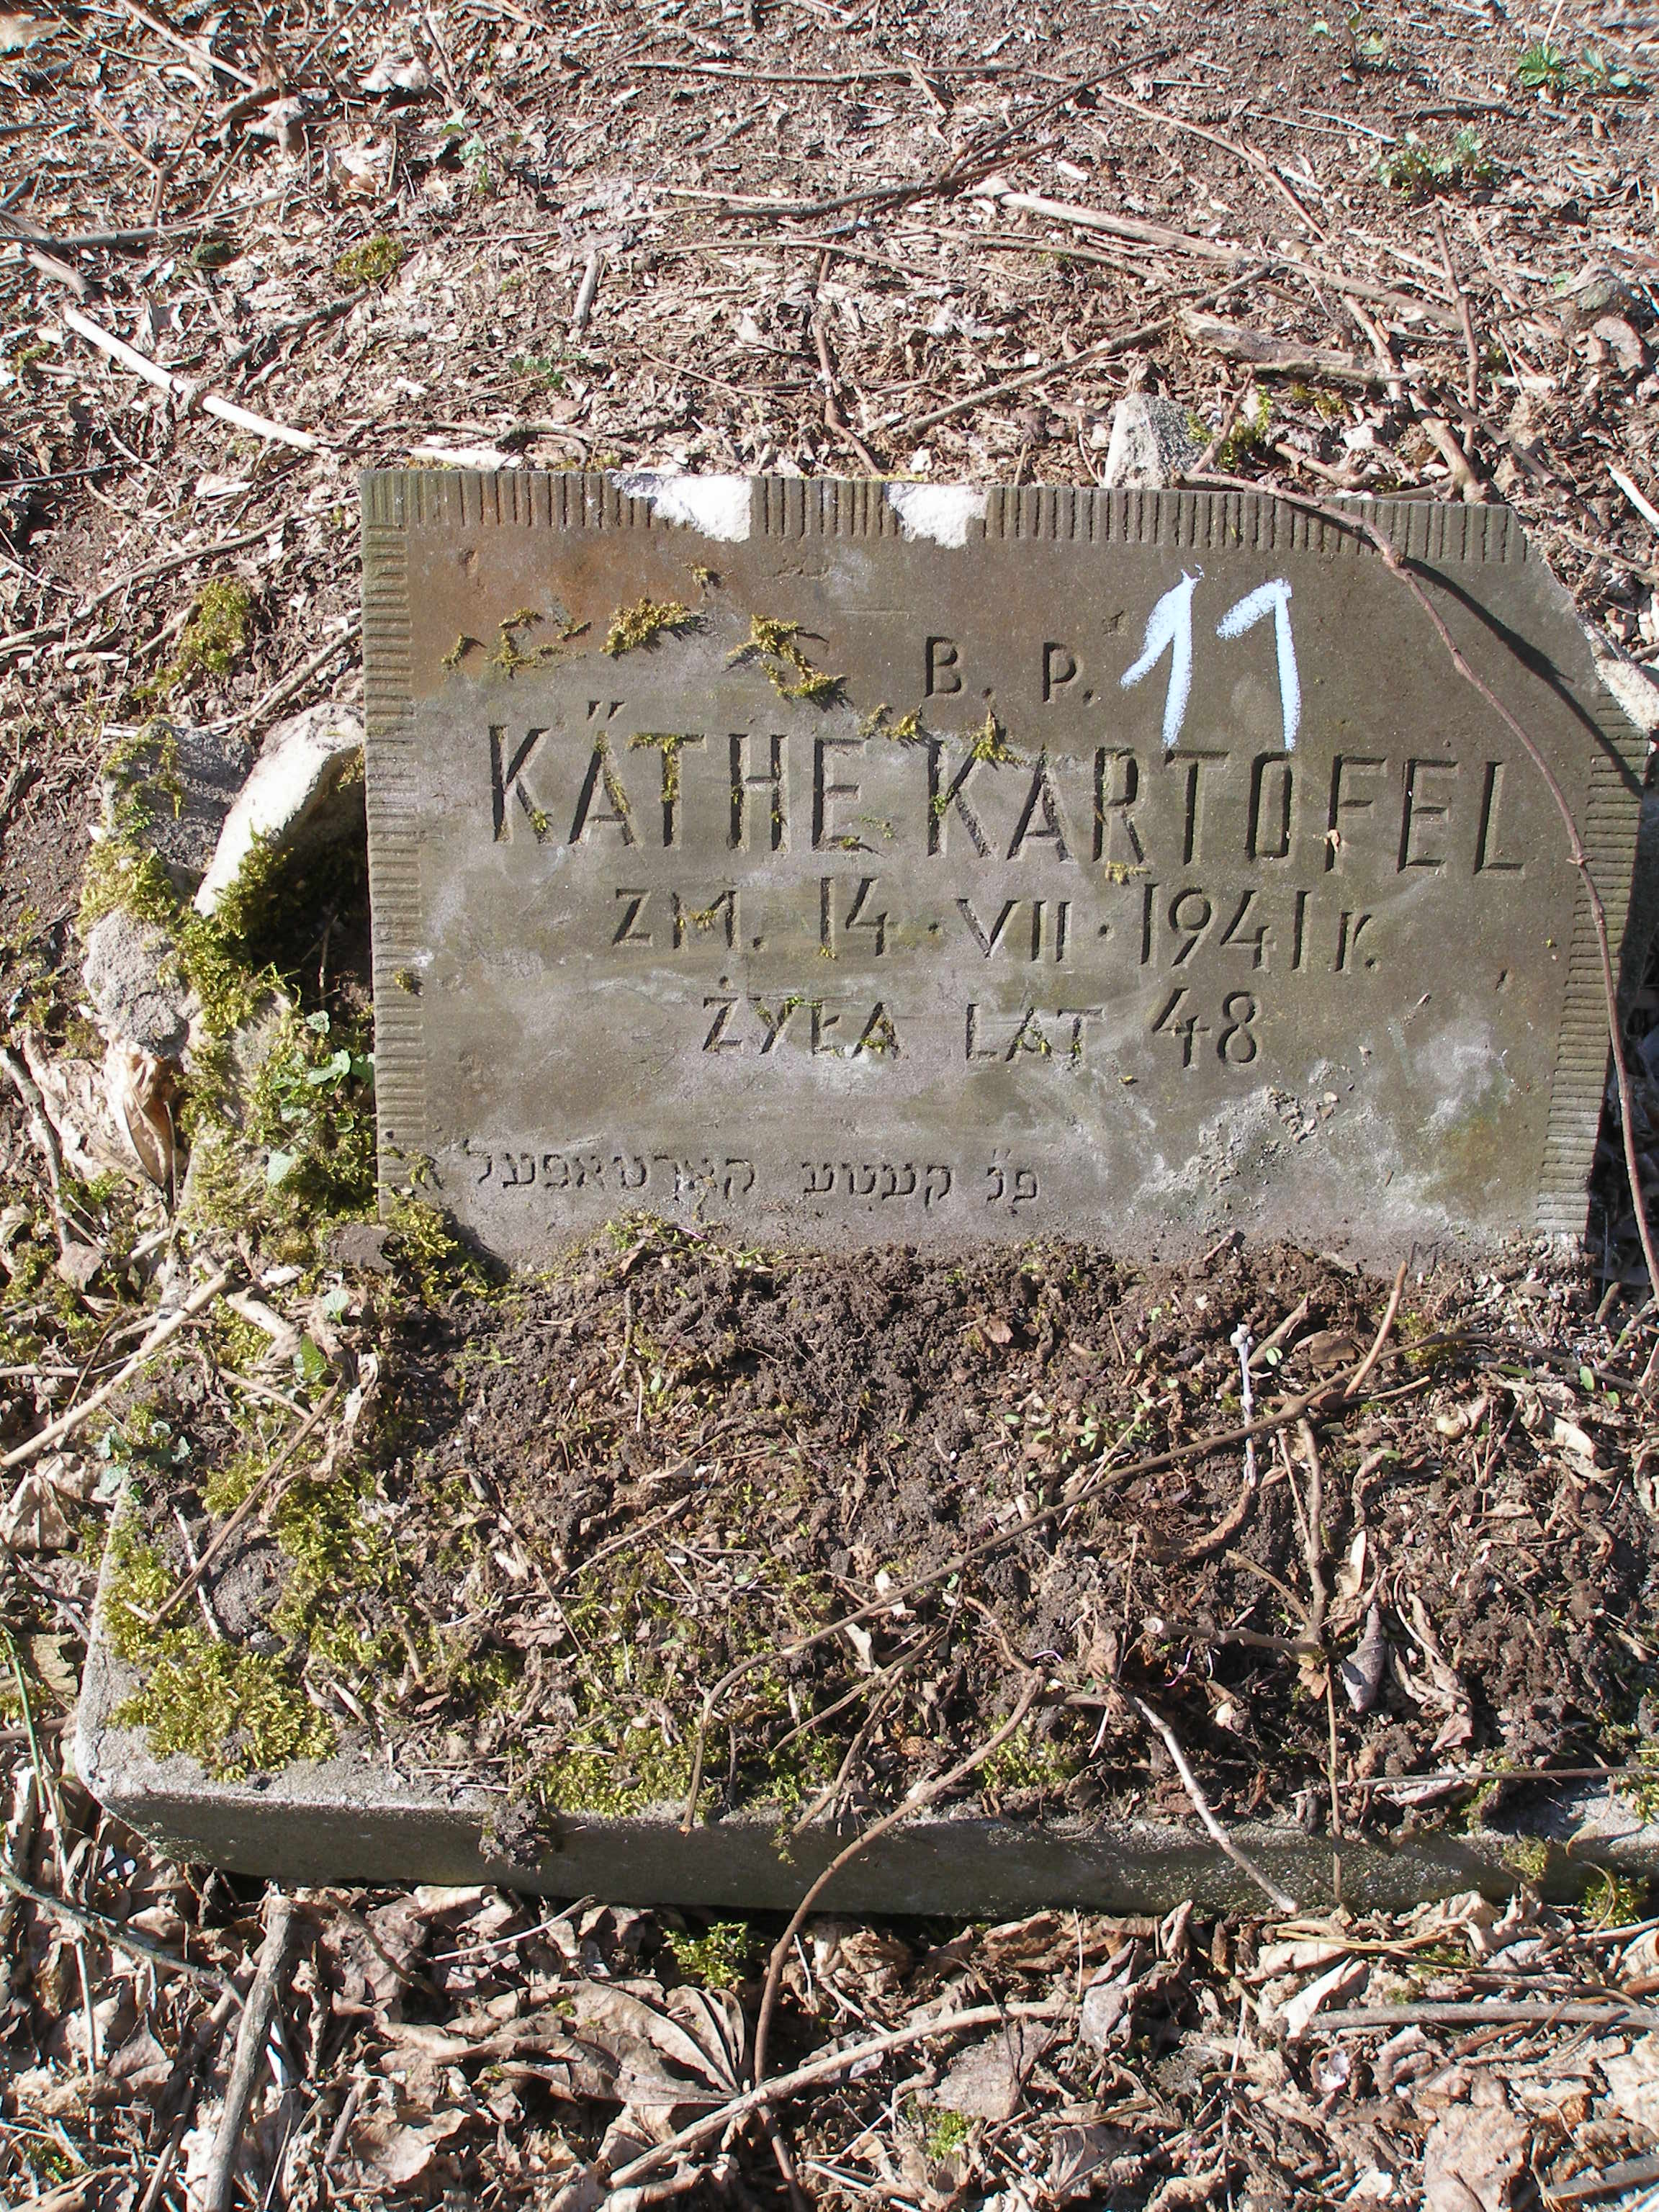 11
B. P.
KÄTHE KARTOFEL
ZM. 14 · VII · 1941 r.
ŻYŁA LAT 48
פ״נ קעטע קארטאפעל